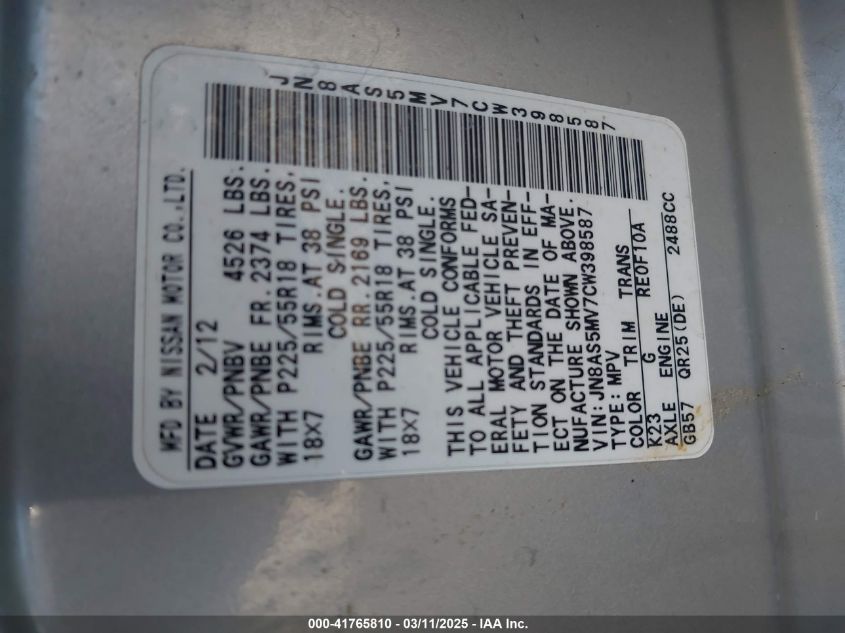 JN8AS5MV7CW398587
MFD BY NISSAN MOTOR CO.,LTD.
DATE 2/12
GVWR/PNBV 4526 LBS.
GAWR/PNBE FR. 2374 LBS.
WITH P225/55R18 TIRES,
18×7 RIMS.AT 38 PSI
COLD SINGLE.
GAWR/PNBE RR. 2169 LBS.
WITH P225/55R18 TIRES,
18×7 RIMS.AT 38 PSI
COLD SINGLE.
THIS VEHICLE CONFORMS
TO ALL APPLICABLE FED-
ERAL MOTOR VEHICLE SA-
FETY AND THEFT PREVEN-
TION STANDARDS IN EFF-
ECT ON THE DATE OF MA-
NUFACTURE SHOWN ABOVE.
VIN:JN8AS5MV7CW398587
TYPE: MPV
COLOR TRIM TRANS
K23 G RE0F10A
AXLE ENGINE
GB57 QR25(DE) 2488CC
000-41765810 - 03/11/2025 - IAA Inc.